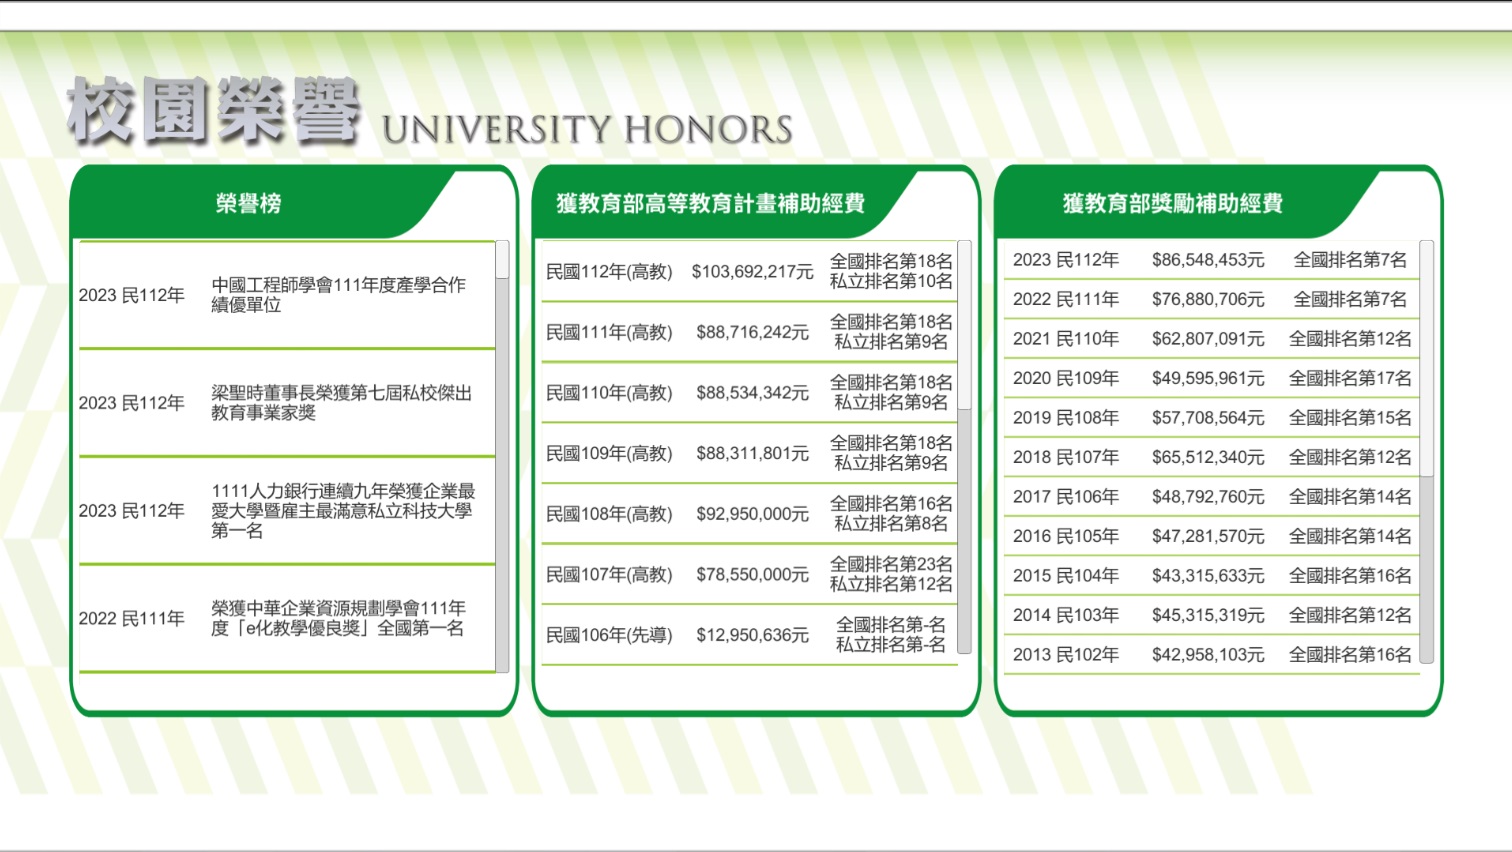 校園榮譽 UNIVERSITY HONORS
榮譽榜
2023 民112年
中國工程師學會111年度產學合作
績優單位
2023 民112年
梁聖時董事長榮獲第七屆私校傑出
教育事業家獎
2023 民112年
1111人力銀行連續九年榮獲企業最
愛大學暨雇主最滿意私立科技大學
第一名
2022 民111年
榮獲中華企業資源規劃學會111年
度「e化教學優良獎」全國第一名
獲教育部高等教育計畫補助經費
民國112年(高教) $103,692,217元 全國排名第18名
私立排名第10名
民國111年(高教) $88,716,242元 全國排名第18名
私立排名第9名
民國110年(高教) $88,534,342元 全國排名第18名
私立排名第9名
民國109年(高教) $88,311,801元 全國排名第18名
私立排名第9名
民國108年(高教) $92,950,000元 全國排名第16名
私立排名第8名
民國107年(高教) $78,550,000元 全國排名第23名
私立排名第12名
民國106年(先導) $12,950,636元 全國排名第-名
私立排名第-名
獲教育部獎勵補助經費
2023 民112年 $86,548,453元 全國排名第7名
2022 民111年 $76,880,706元 全國排名第7名
2021 民110年 $62,807,091元 全國排名第12名
2020 民109年 $49,595,961元 全國排名第17名
2019 民108年 $57,708,564元 全國排名第15名
2018 民107年 $65,512,340元 全國排名第12名
2017 民106年 $48,792,760元 全國排名第14名
2016 民105年 $47,281,570元 全國排名第14名
2015 民104年 $43,315,633元 全國排名第16名
2014 民103年 $45,315,319元 全國排名第12名
2013 民102年 $42,958,103元 全國排名第16名